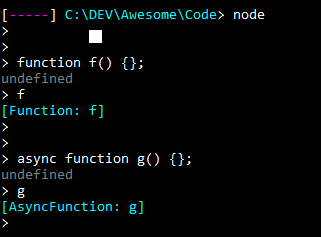 [-----] C:\DEV\Awesome\Code> node
>
>
> function f() {};
undefined
> f
[Function: f]
>
>
> async function g() {};
undefined
> g
[AsyncFunction: g]
>